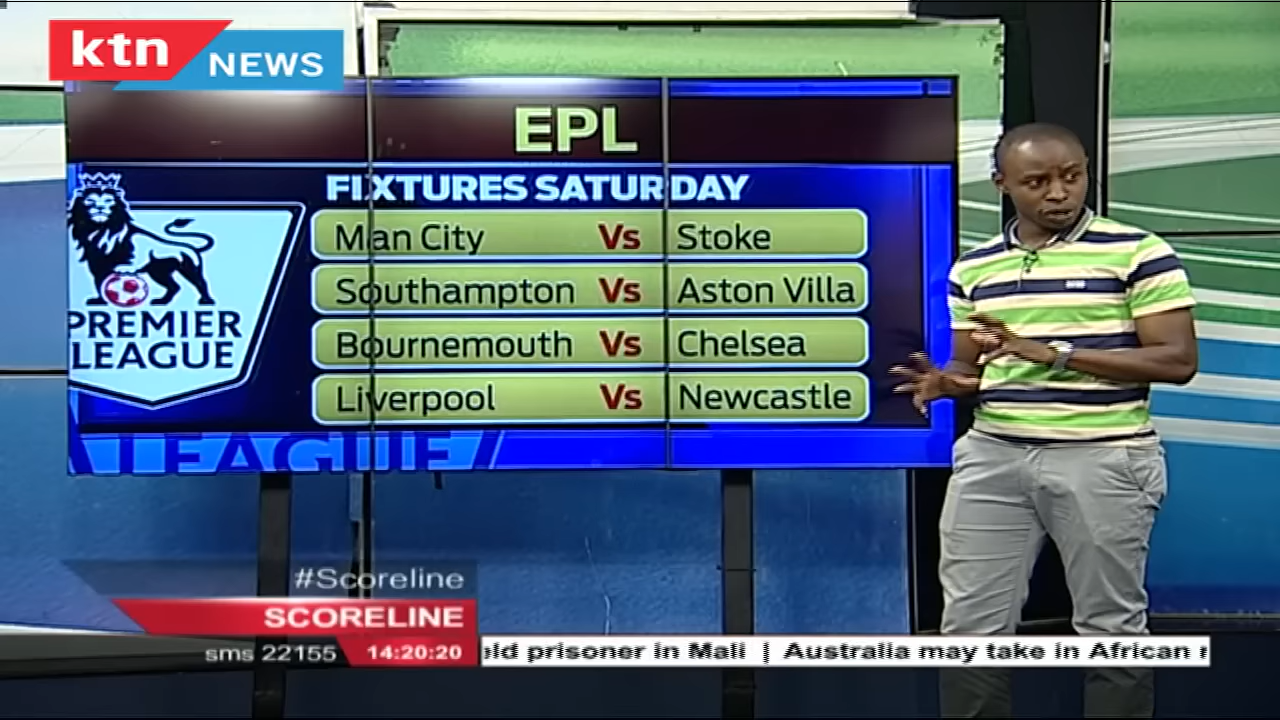 ktn NEWS
EPL
FIXTURES SATURDAY
Man City Vs Stoke
Southampton Vs Aston Villa
Bournemouth Vs Chelsea
Liverpool Vs Newcastle
PREMIER
LEAGUE
LEAGUE
#Scoreline
SCORELINE
sms 22155 14:20:20
prisoner in Mali | Australia may take in African